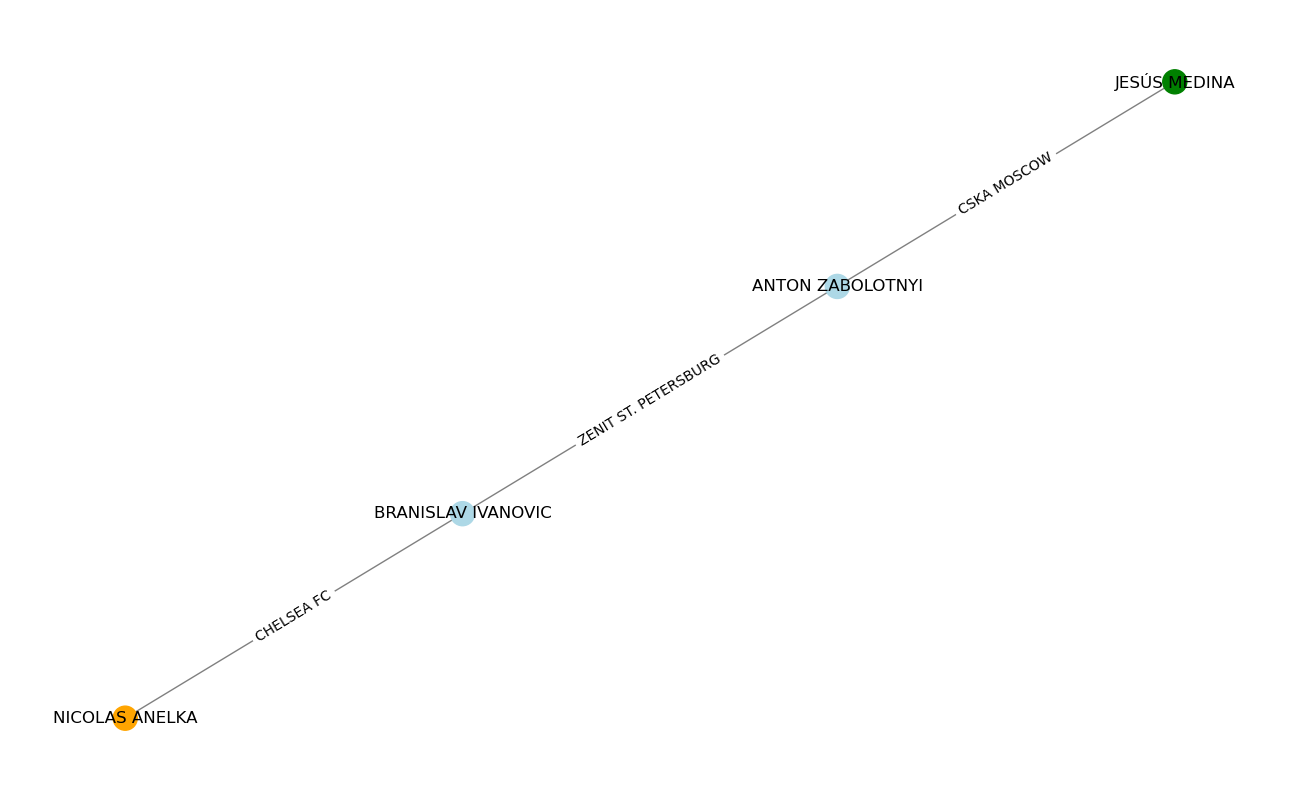 JESÚS MEDINA
CSKA MOSCOW
ANTON ZABOLOTNYI
ZENIT ST. PETERSBURG
BRANISLAV IVANOVIC
CHELSEA FC
NICOLAS ANELKA